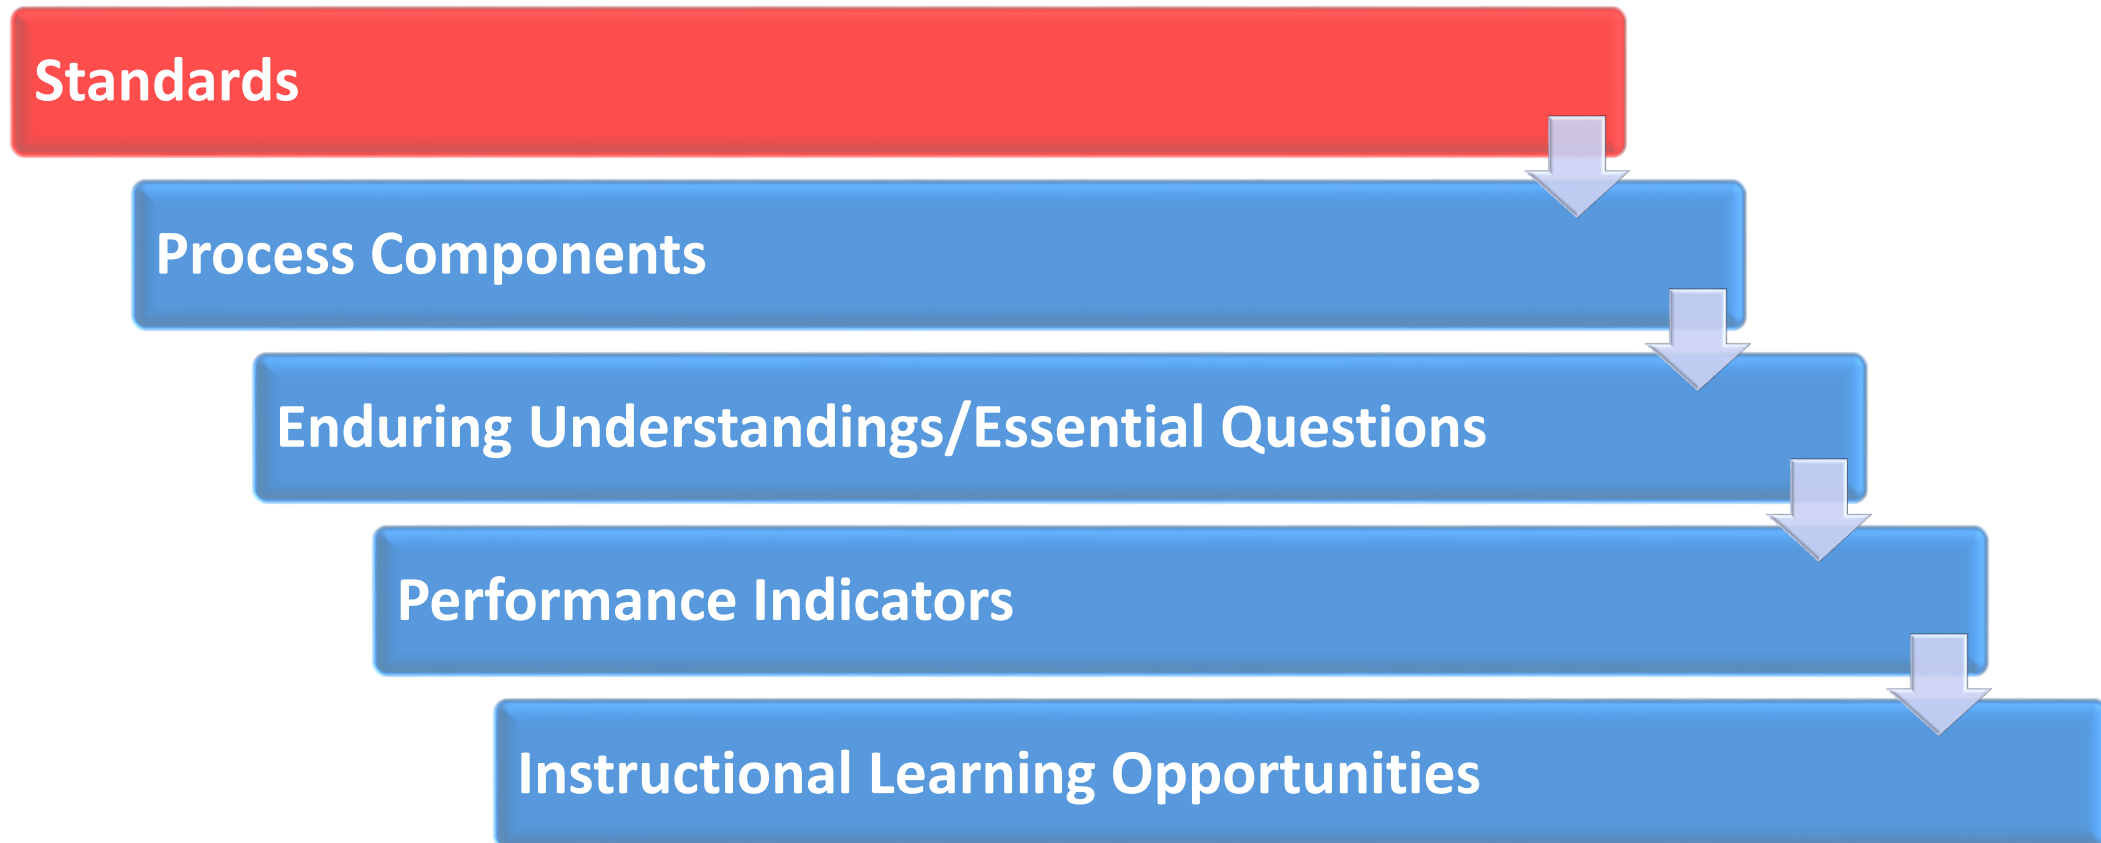 Standards
Process Components
Enduring Understandings/Essential Questions
Performance Indicators
Instructional Learning Opportunities